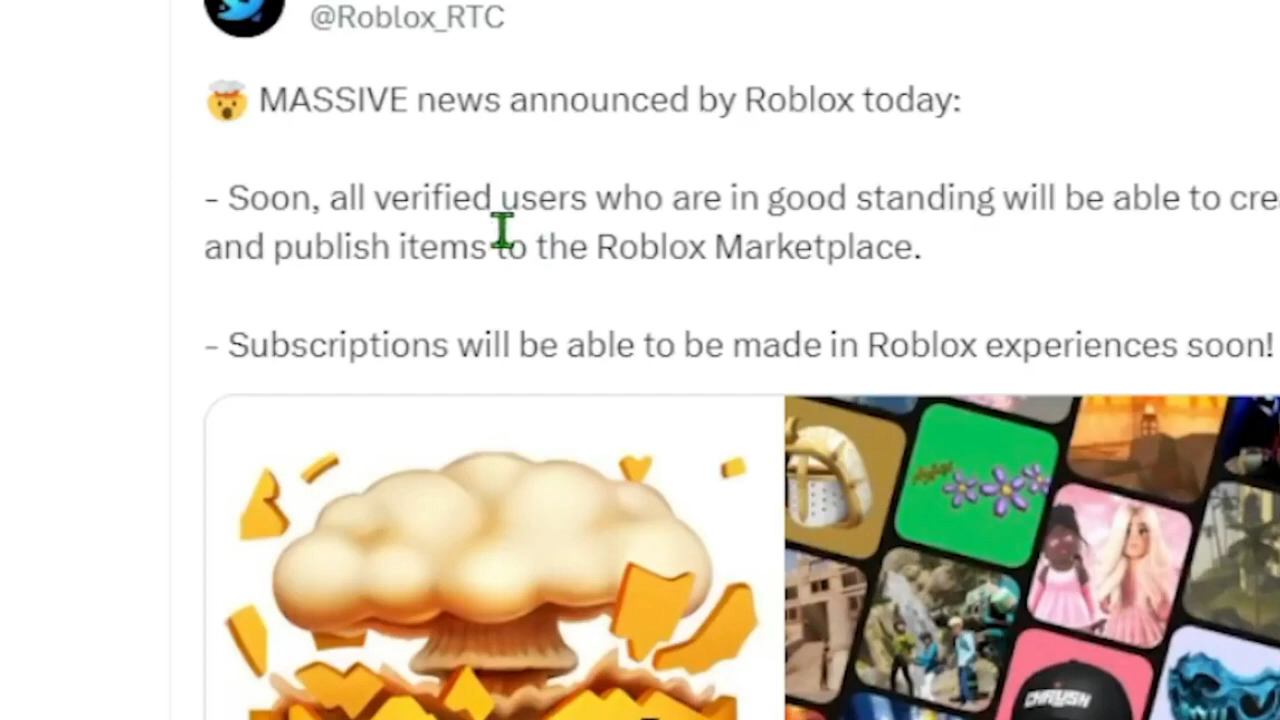 @Roblox_RTC
🤯 MASSIVE news announced by Roblox today:
- Soon, all verified users who are in good standing will be able to cre
and publish items to the Roblox Marketplace.
- Subscriptions will be able to be made in Roblox experiences soon!